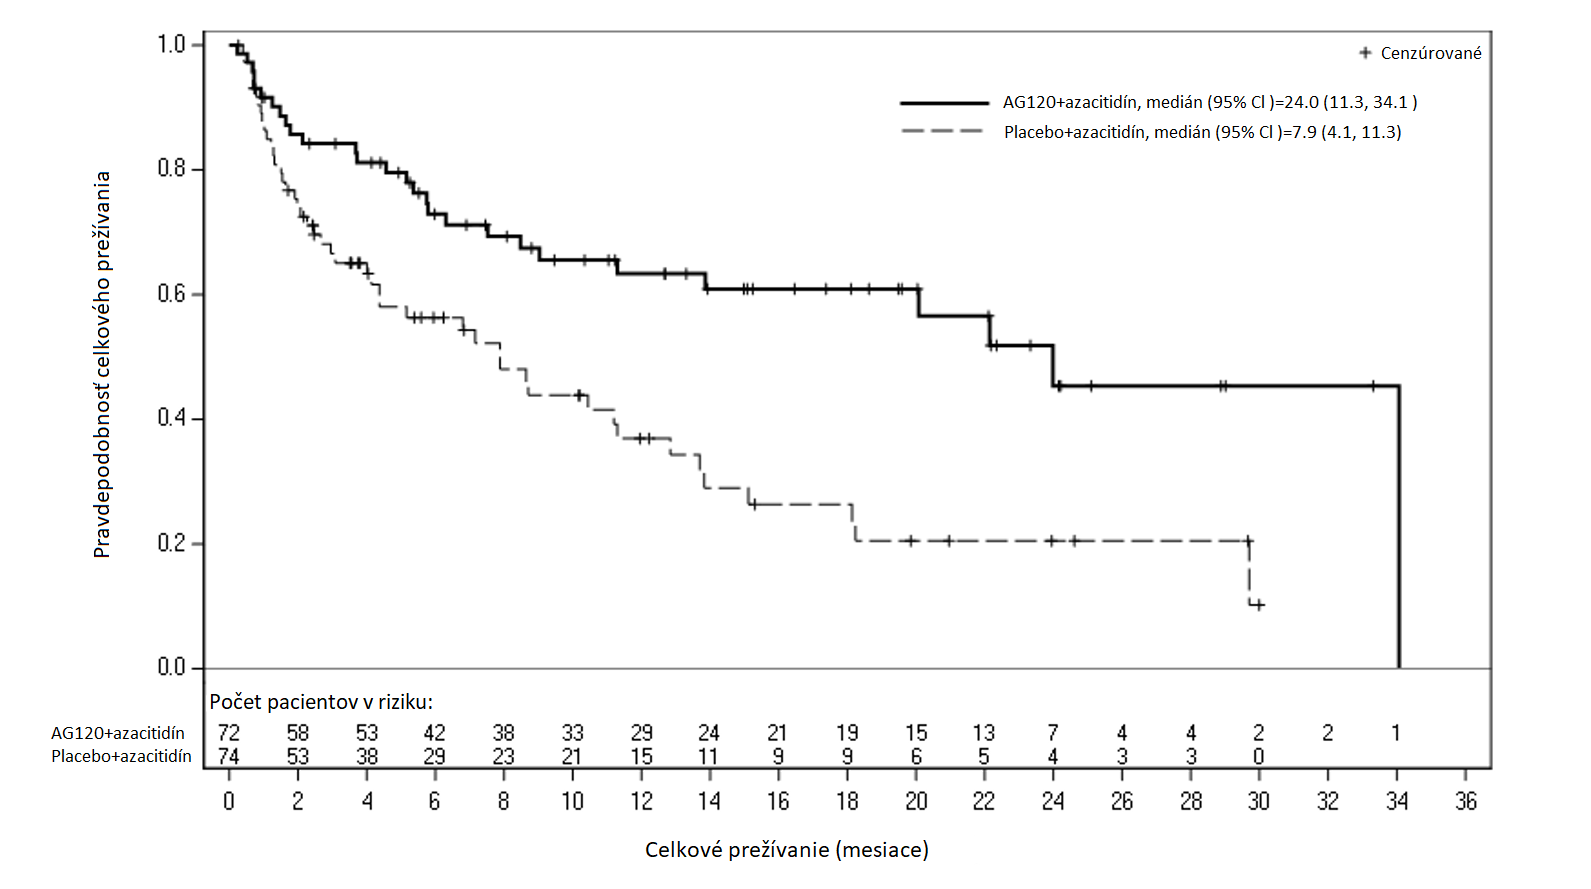 1.0
Cenzúrované
AG120+azacitidín, medián (95% Cl )=24.0 (11.3, 34.1 )
Placebo+azacitidín, medián (95% Cl )=7.9 (4.1, 11.3)
0.8
0.6
0.4
0.2
0.0
Pravdepodobnosť celkového prežívania
Počet pacientov v riziku:
AG120+azacitidín 72 58 53 42 38 33 29 24 21 19 15 13 7 4 4 2 2 1
Placebo+azacitidín 74 53 38 29 23 21 15 11 9 9 6 5 4 3 3 0
0 2 4 6 8 10 12 14 16 18 20 22 24 26 28 30 32 34 36
Celkové prežívanie (mesiace)